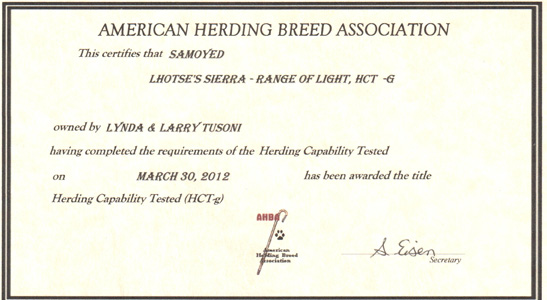 AMERICAN HERDING BREED ASSOCIATION
This certifies that SAMOYED
LHOTSE'S SIERRA - RANGE OF LIGHT, HCT -G
owned by LYNDA & LARRY TUSONI
having completed the requirements of the Herding Capability Tested
on MARCH 30, 2012 has been awarded the title
Herding Capability Tested (HCT-g)
AHBA
American
Herding Breed
Association
S. Eisen
Secretary